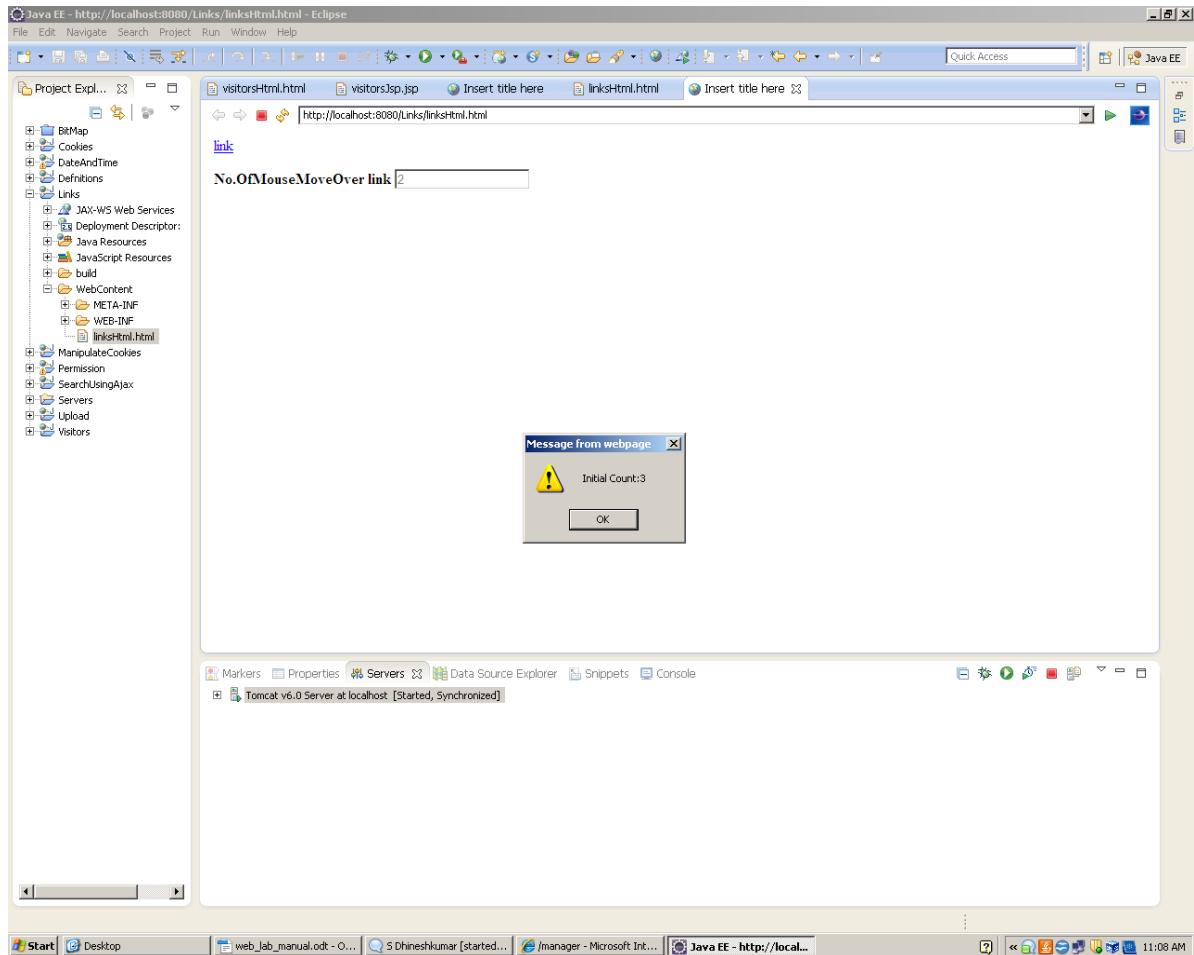 Java EE - http://localhost:8080/Links/linksHtml.html - Eclipse
File Edit Navigate Search Project Run Window Help
Quick Access
Java EE
Project Expl...
BitMap
Cookies
DateAndTime
Defnitions
Links
JAX-WS Web Services
Deployment Descriptor:
Java Resources
JavaScript Resources
build
WebContent
META-INF
WEB-INF
linksHtml.html
ManipulateCookies
Permission
SearchUsingAjax
Servers
Upload
Visitors
visitorsHtml.html visitorsJsp.jsp Insert title here linksHtml.html Insert title here
http://localhost:8080/Links/linksHtml.html
link
No.OfMouseMoveOver link 2
Message from webpage
Initial Count:3
OK
Markers Properties Servers Data Source Explorer Snippets Console
Tomcat v6.0 Server at localhost [Started, Synchronized]
Start Desktop web_lab_manual.odt - O... S Dhineshkumar [started... /manager - Microsoft Int... Java EE - http://local... 11:08 AM